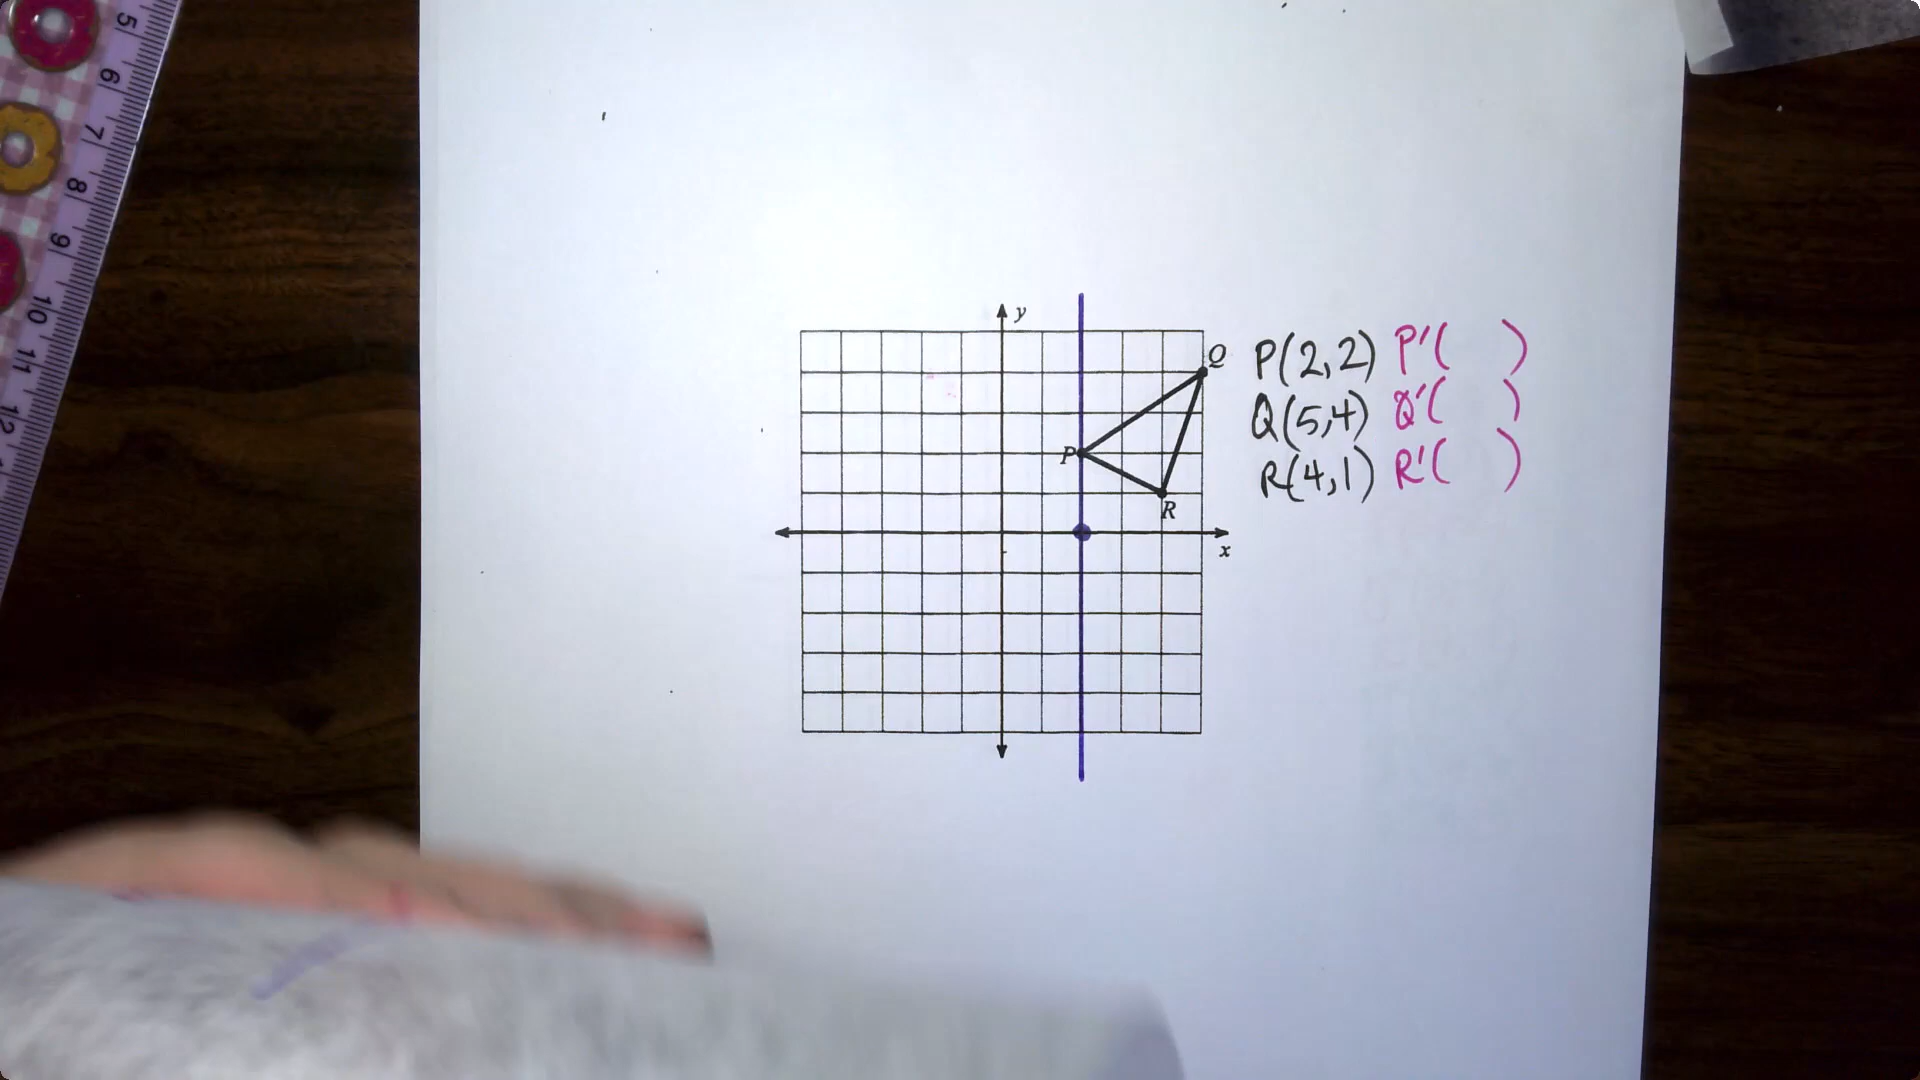 5
6
7
8
9
10
11
12
y
Q
P
R
x
P(2,2) P'( )
Q(5,4) Q'( )
R(4,1) R'( )